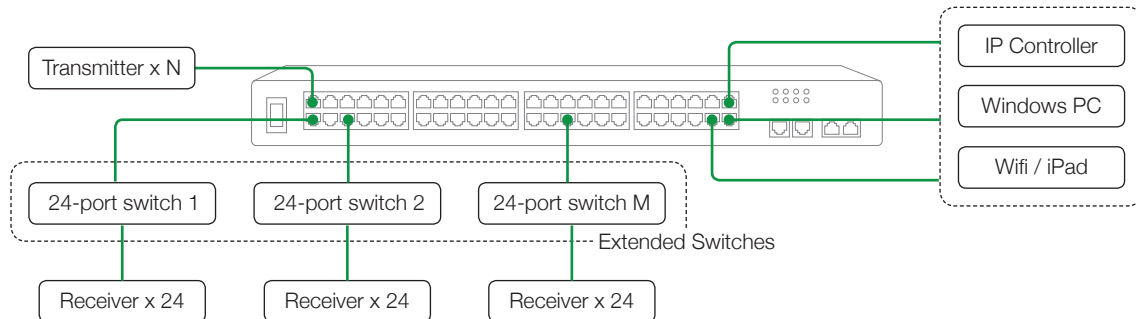 IP Controller
Transmitter x N
Windows PC
Wifi / iPad
24-port switch 1
24-port switch 2
24-port switch M
Extended Switches
Receiver x 24
Receiver x 24
Receiver x 24